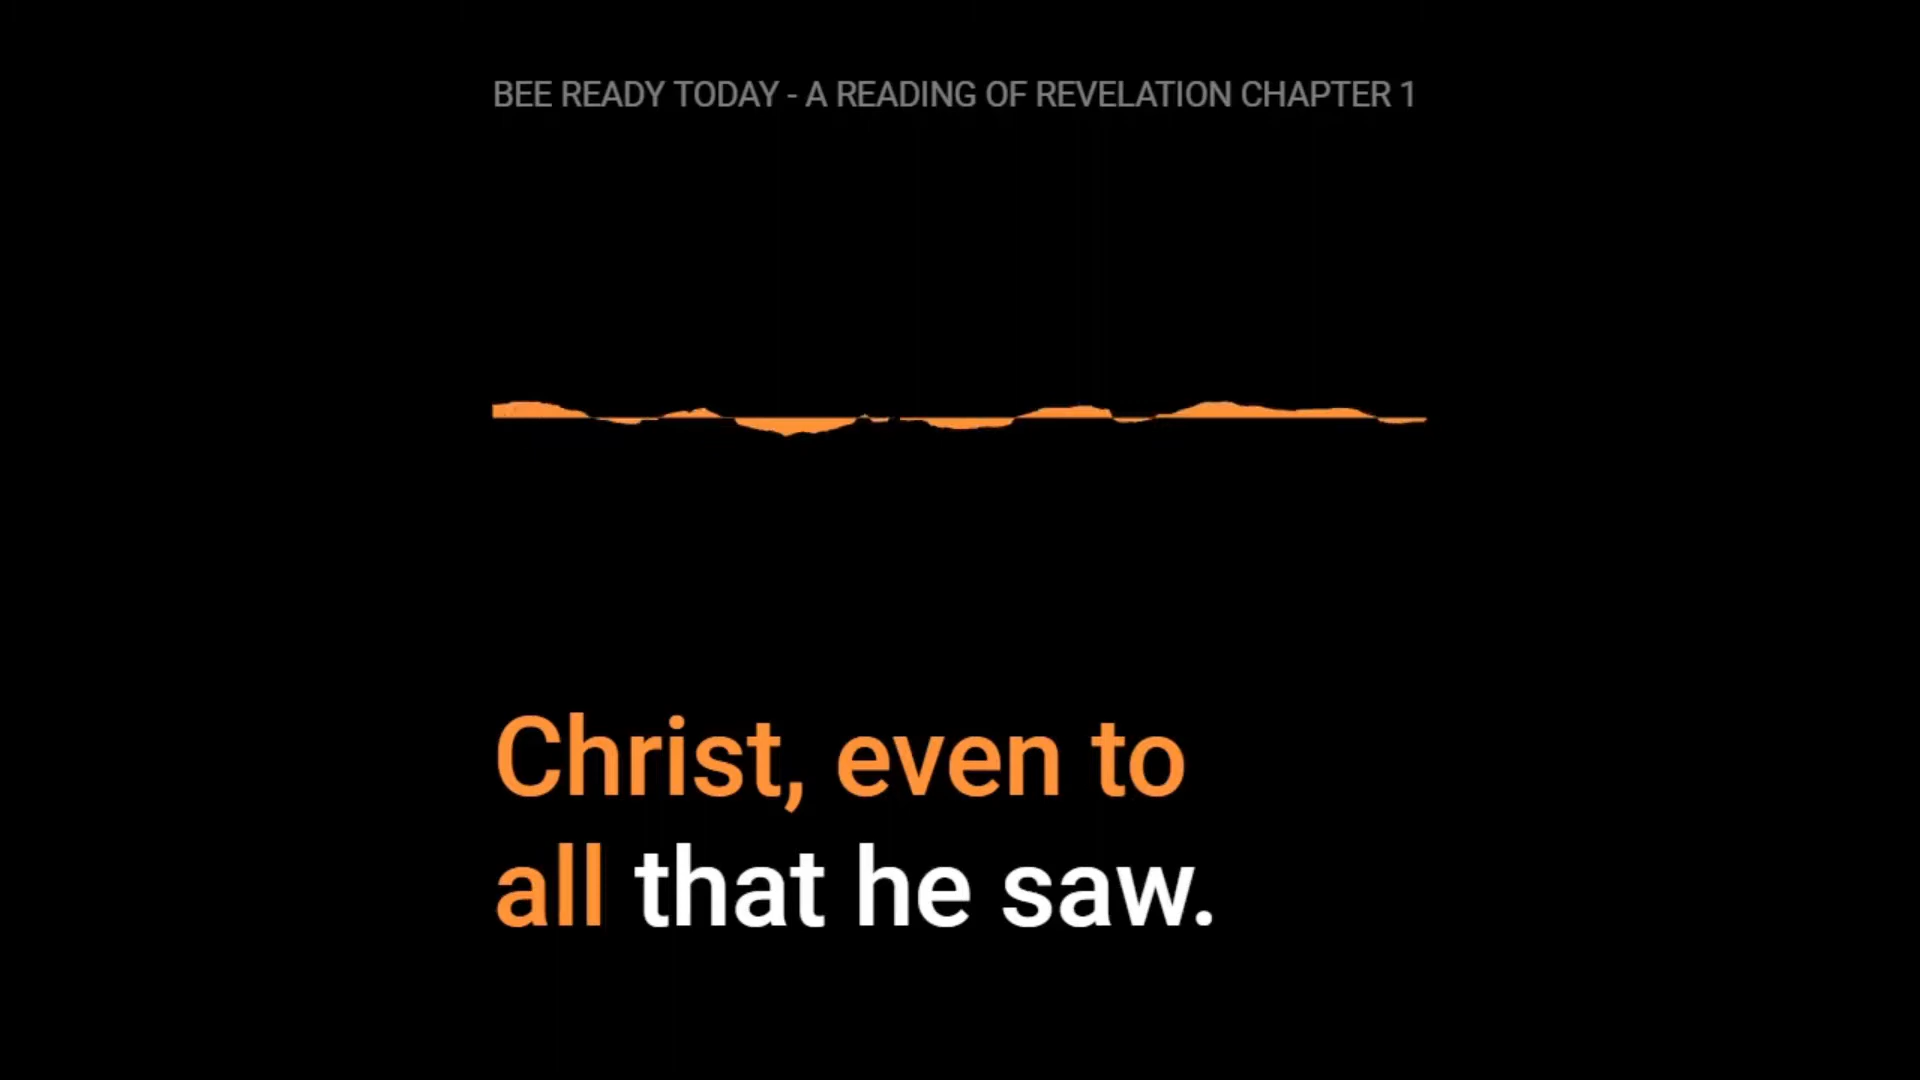 BEE READY TODAY - A READING OF REVELATION CHAPTER 1
Christ, even to
all that he saw.